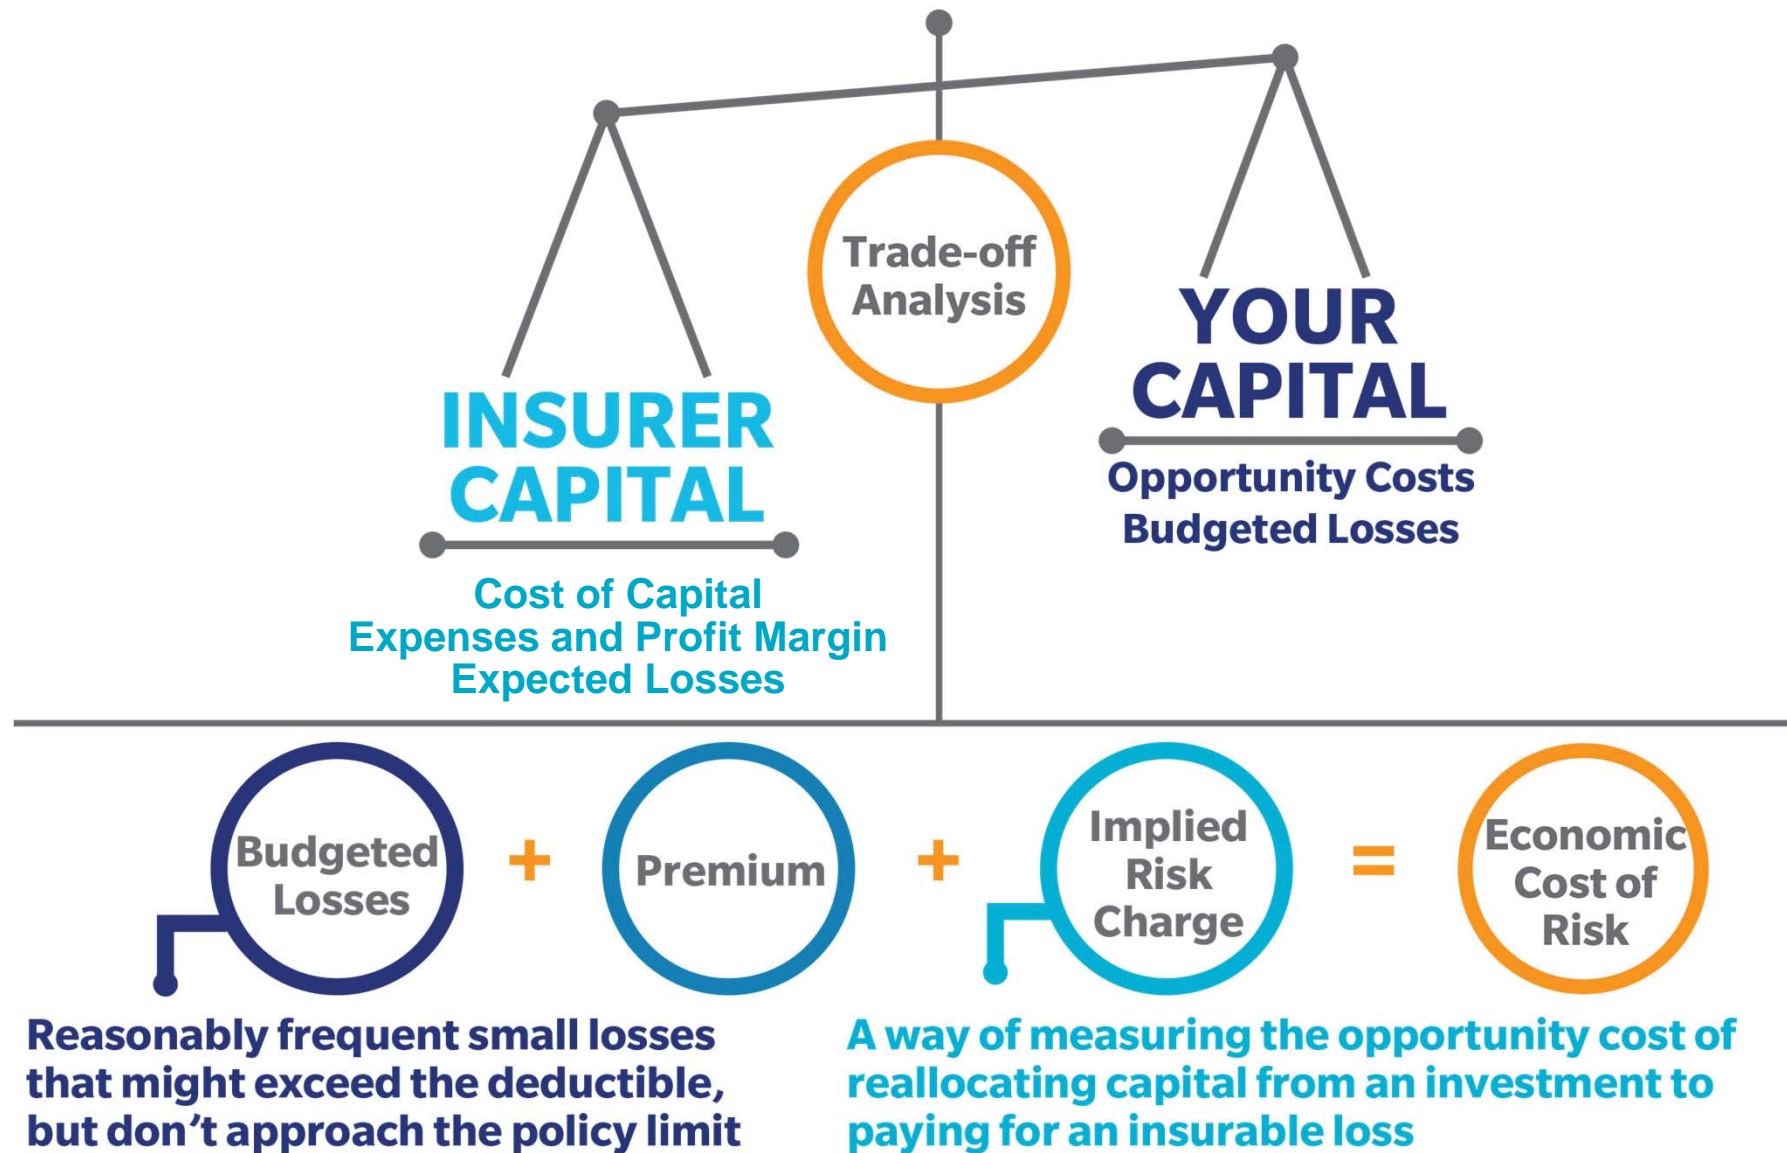 Trade-off
Analysis
INSURER
CAPITAL
Cost of Capital
Expenses and Profit Margin
Expected Losses
YOUR
CAPITAL
Opportunity Costs
Budgeted Losses
Budgeted
Losses
+
Premium
+
Implied
Risk
Charge
=
Economic
Cost of
Risk
Reasonably frequent small losses
that might exceed the deductible,
but don’t approach the policy limit
A way of measuring the opportunity cost of
reallocating capital from an investment to
paying for an insurable loss